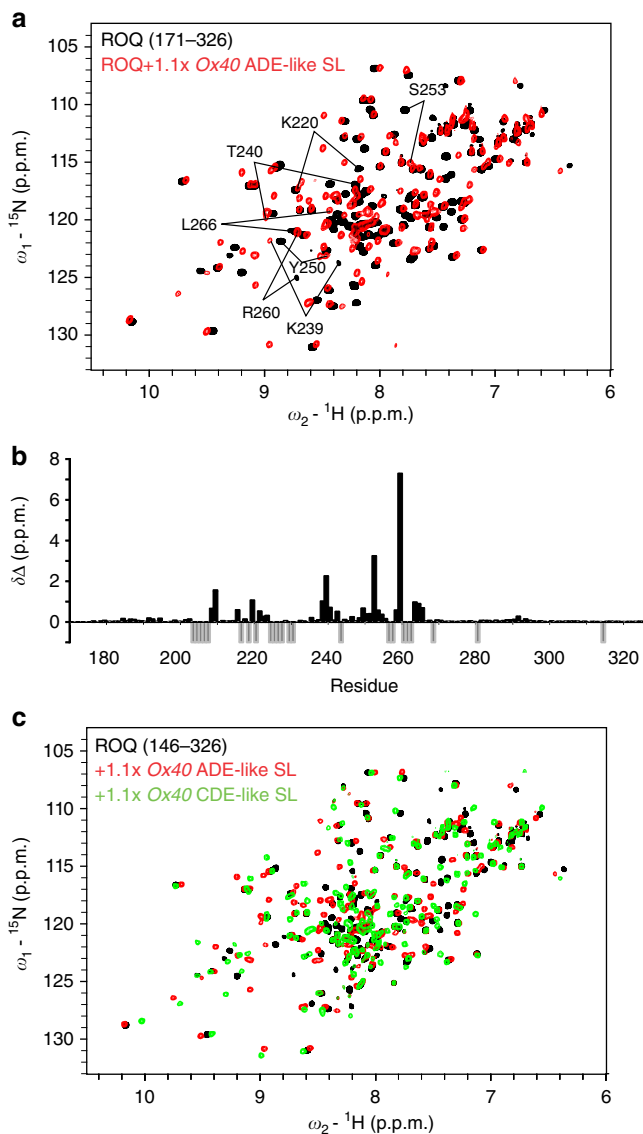 a
ROQ (171–326)
ROQ+1.1x Ox40 ADE-like SL
105
110
115
120
125
130
ω1 - 15N (p.p.m.)
S253
K220
T240
L266
Y250
R260
K239
10 9 8 7 6
ω2 - 1H (p.p.m.)
b
8
6
4
2
0
δΔ (p.p.m.)
180 200 220 240 260 280 300 320
Residue
c
ROQ (146–326)
+1.1x Ox40 ADE-like SL
+1.1x Ox40 CDE-like SL
105
110
115
120
125
130
ω1 - 15N (p.p.m.)
10 9 8 7 6
ω2 - 1H (p.p.m.)